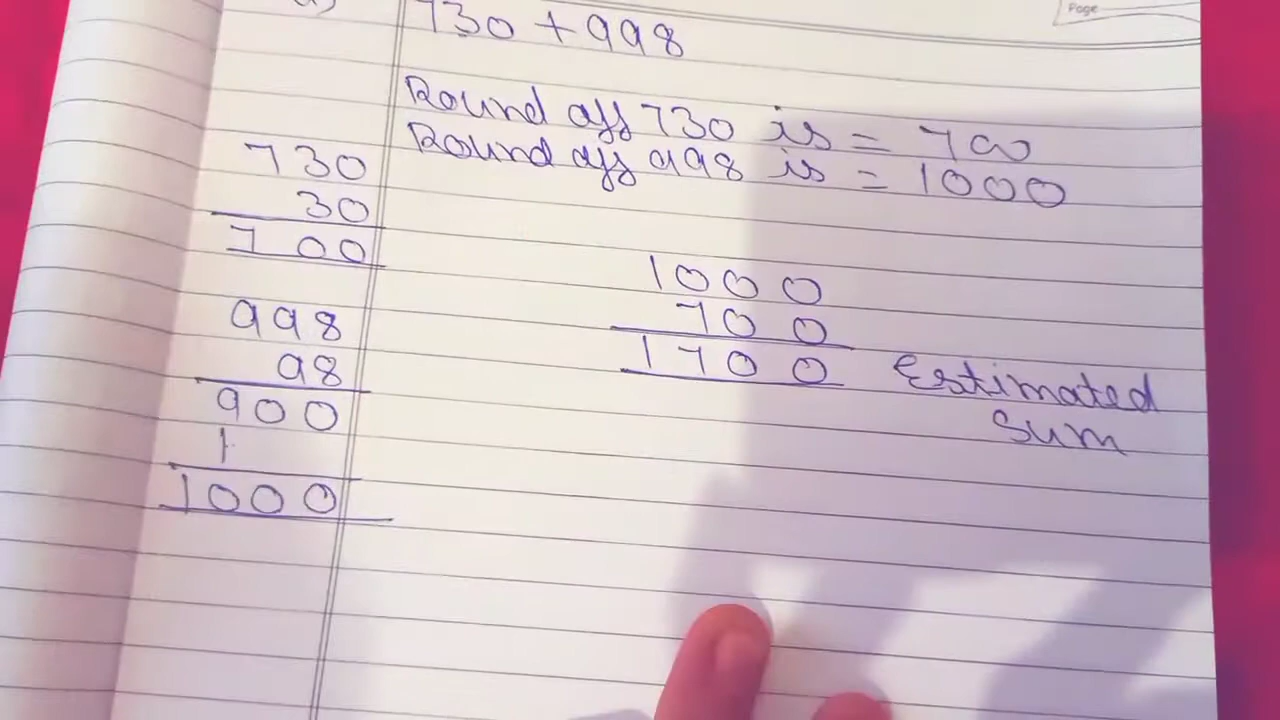 730 + 998
Round off 730 is = 700
Round off 998 is = 1000
730
30
700
998
98
900
1
1000
1000
700
1700 Estimated
Sum
Page